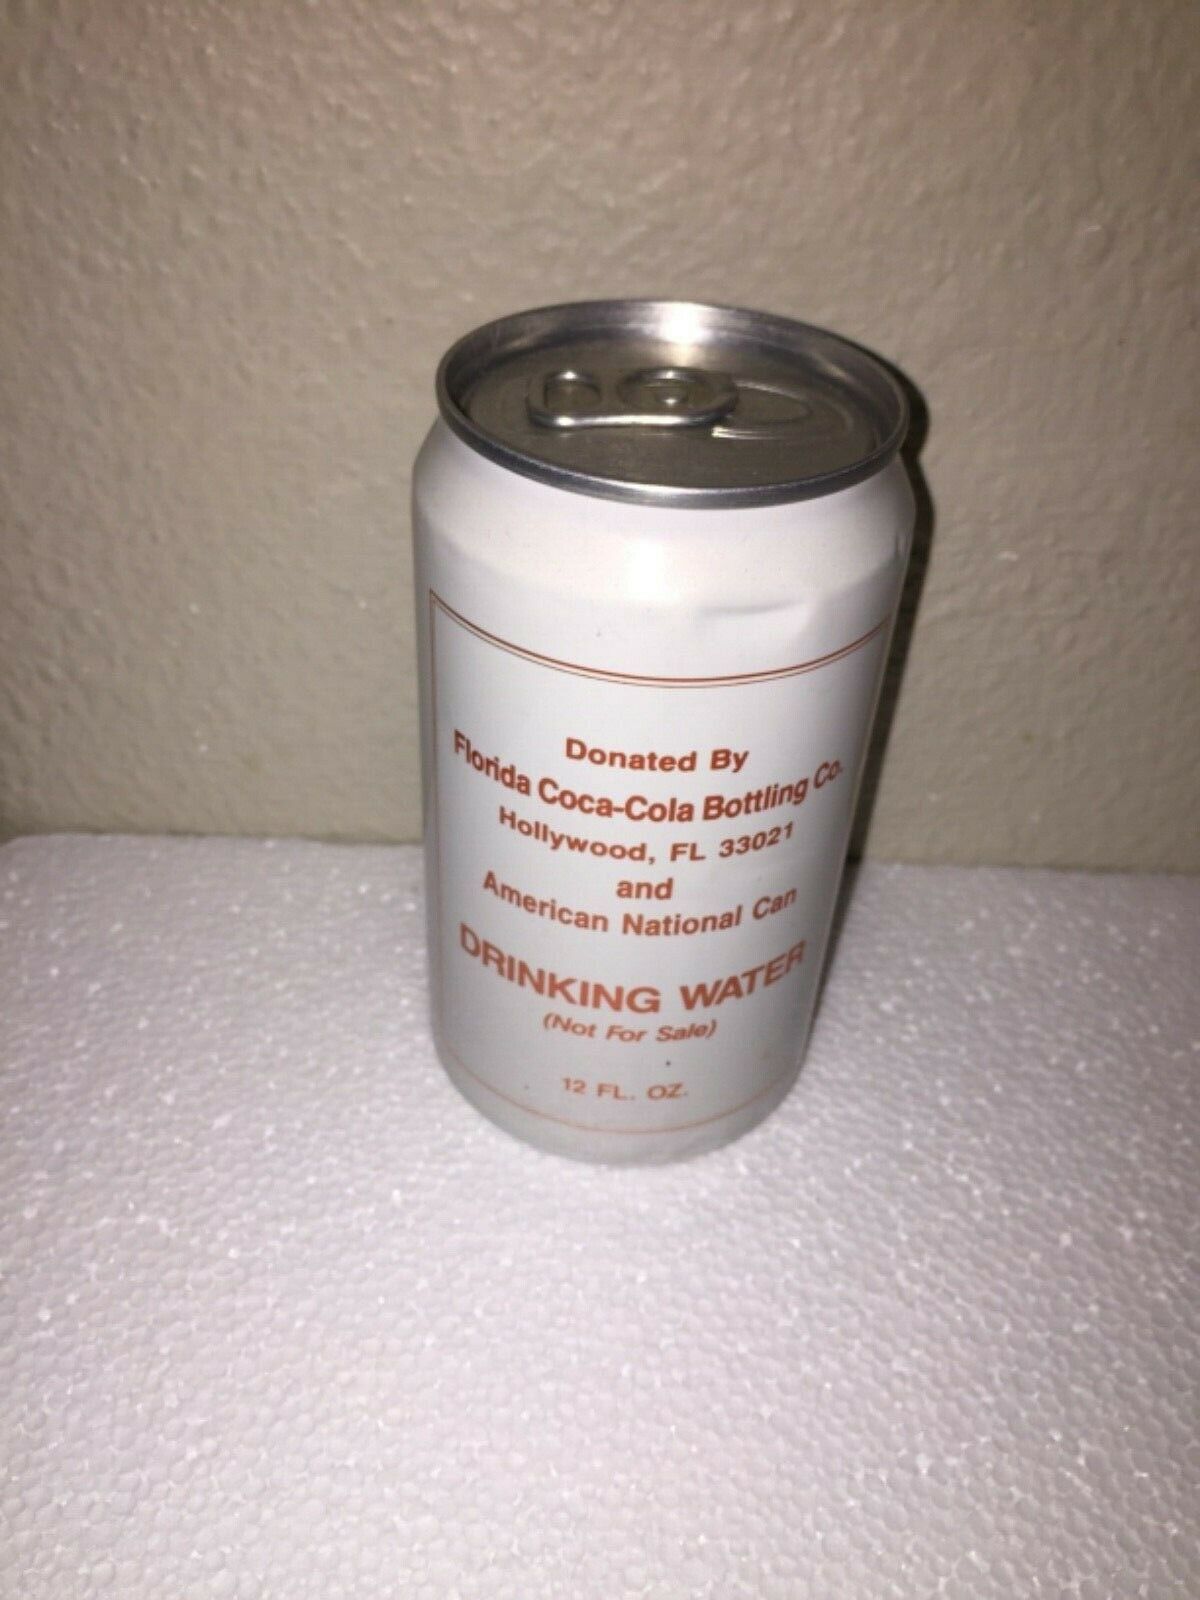 Donated By
Florida Coca-Cola Bottling Co.
Hollywood, FL 33021
and
American National Can
DRINKING WATER
(Not For Sale)
12 FL. OZ.